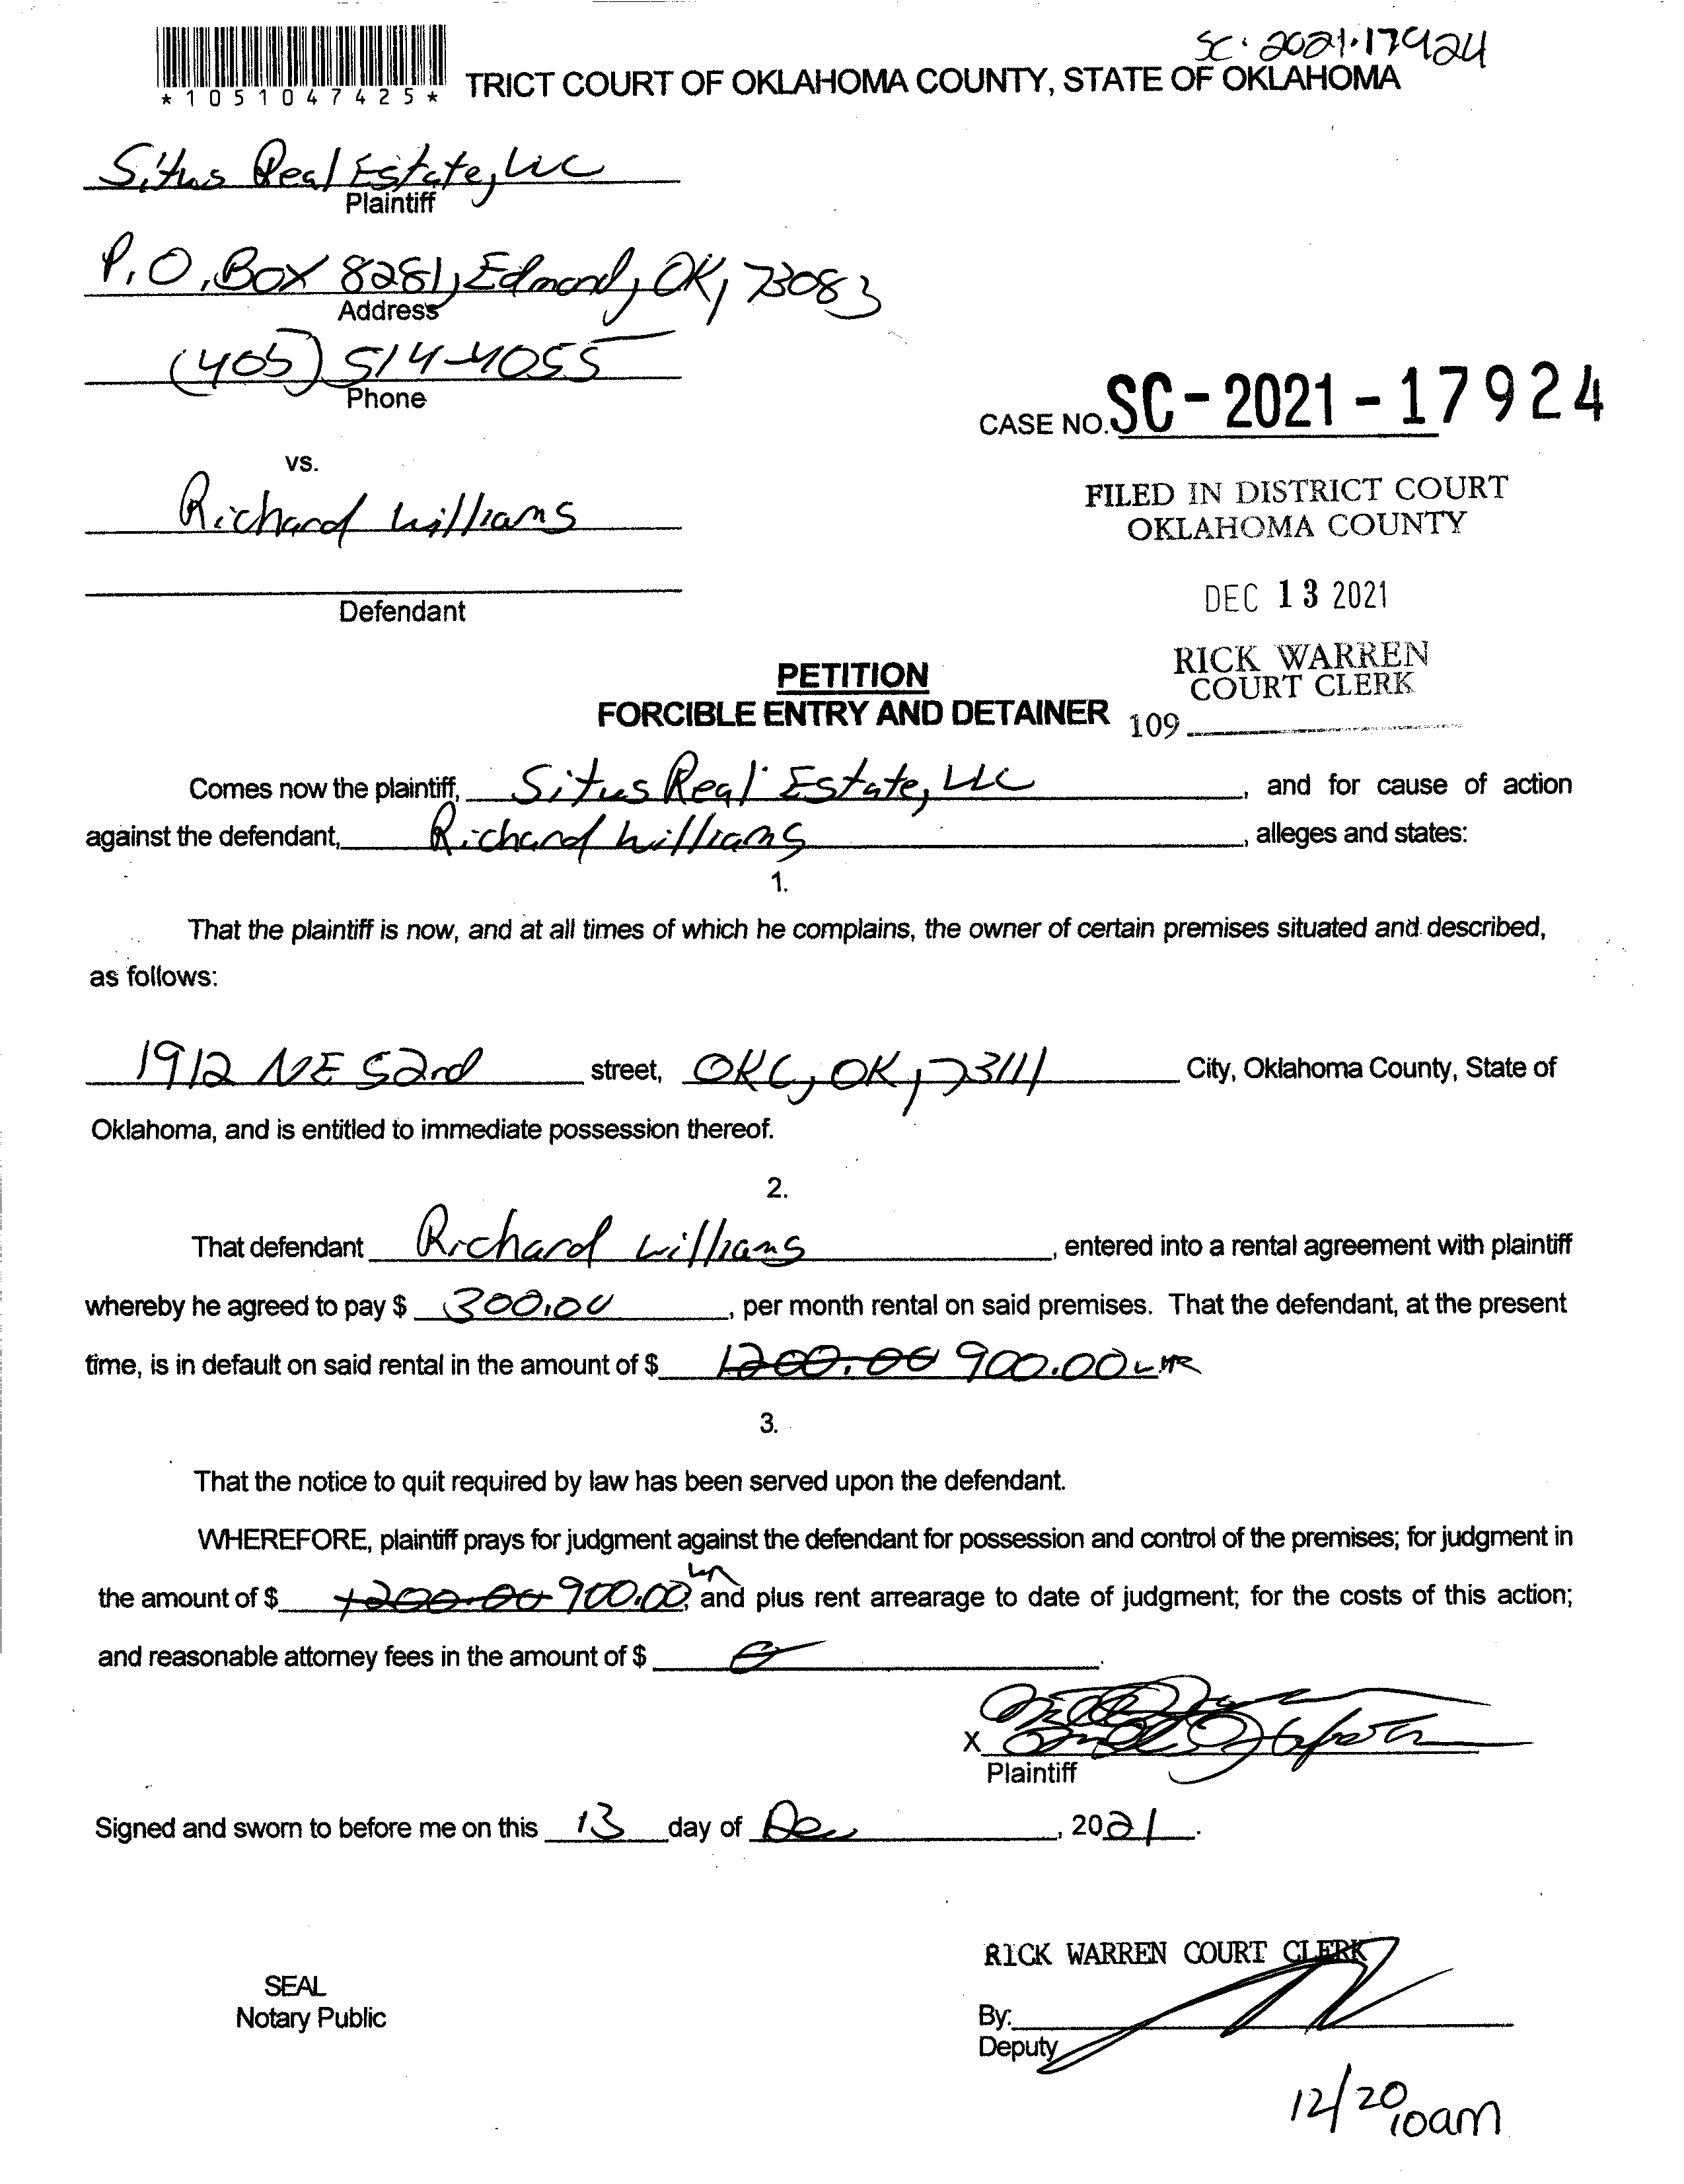 SC-2021-17924
*1051047425*
TRICT COURT OF OKLAHOMA COUNTY, STATE OF OKLAHOMA
Situs Real Estate, LLC
Plaintiff
P.O. Box 8281, Edmond, OK, 73083
Address
(405) 514-4055
Phone
CASE NO. SC-2021-17924
vs.
Richard Williams
FILED IN DISTRICT COURT
OKLAHOMA COUNTY
DEC 13 2021
Defendant
RICK WARREN
COURT CLERK
109
PETITION
FORCIBLE ENTRY AND DETAINER
Comes now the plaintiff, Situs Real Estate, LLC, and for cause of action
against the defendant, Richard Williams, alleges and states:
1.
That the plaintiff is now, and at all times of which he complains, the owner of certain premises situated and described,
as follows:
1912 NE 52rd street, OKC, OK, 73111 City, Oklahoma County, State of
Oklahoma, and is entitled to immediate possession thereof.
2.
That defendant Richard Williams, entered into a rental agreement with plaintiff
whereby he agreed to pay $ 300.00, per month rental on said premises. That the defendant, at the present
time, is in default on said rental in the amount of $ 1200.00 900.00
3.
That the notice to quit required by law has been served upon the defendant.
WHEREFORE, plaintiff prays for judgment against the defendant for possession and control of the premises; for judgment in
the amount of $ 1200.00 900.00, and plus rent arrearage to date of judgment; for the costs of this action;
and reasonable attorney fees in the amount of $ .
X
Plaintiff
Signed and sworn to before me on this 13 day of Dec, 2021.
RICK WARREN COURT CLERK
SEAL
Notary Public
By:
Deputy
12/20 10am